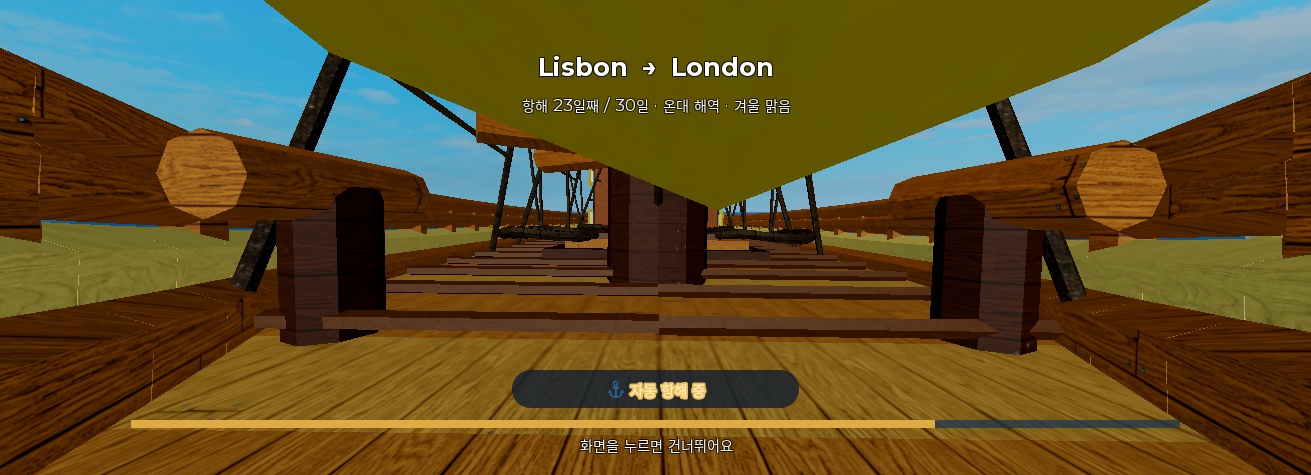 Lisbon → London
항해 23일째 / 30일 · 온대 해역 · 겨울 맑음
⚓ 자동 항해 중
화면을 누르면 건너뛰어요